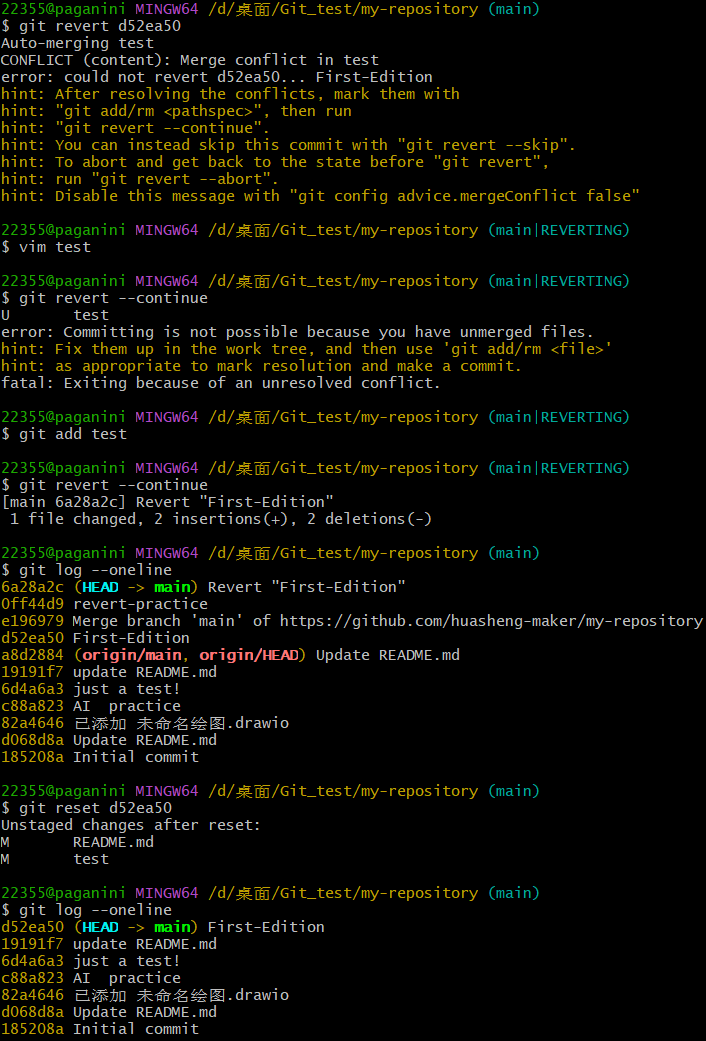 22355@paganini MINGW64 /d/桌面/Git_test/my-repository (main)
$ git revert d52ea50
Auto-merging test
CONFLICT (content): Merge conflict in test
error: could not revert d52ea50... First-Edition
hint: After resolving the conflicts, mark them with
hint: "git add/rm <pathspec>", then run
hint: "git revert --continue".
hint: You can instead skip this commit with "git revert --skip".
hint: To abort and get back to the state before "git revert",
hint: run "git revert --abort".
hint: Disable this message with "git config advice.mergeConflict false"
22355@paganini MINGW64 /d/桌面/Git_test/my-repository (main|REVERTING)
$ vim test
22355@paganini MINGW64 /d/桌面/Git_test/my-repository (main|REVERTING)
$ git revert --continue
U       test
error: Committing is not possible because you have unmerged files.
hint: Fix them up in the work tree, and then use 'git add/rm <file>'
hint: as appropriate to mark resolution and make a commit.
fatal: Exiting because of an unresolved conflict.
22355@paganini MINGW64 /d/桌面/Git_test/my-repository (main|REVERTING)
$ git add test
22355@paganini MINGW64 /d/桌面/Git_test/my-repository (main|REVERTING)
$ git revert --continue
[main 6a28a2c] Revert "First-Edition"
 1 file changed, 2 insertions(+), 2 deletions(-)
22355@paganini MINGW64 /d/桌面/Git_test/my-repository (main)
$ git log --oneline
6a28a2c (HEAD -> main) Revert "First-Edition"
0ff44d9 revert-practice
e196979 Merge branch 'main' of https://github.com/huasheng-maker/my-repository
d52ea50 First-Edition
a8d2884 (origin/main, origin/HEAD) Update README.md
19191f7 update README.md
6d4a6a3 just a test!
c88a823 AI  practice
82a4646 已添加 未命名绘图.drawio
d068d8a Update README.md
185208a Initial commit
22355@paganini MINGW64 /d/桌面/Git_test/my-repository (main)
$ git reset d52ea50
Unstaged changes after reset:
M       README.md
M       test
22355@paganini MINGW64 /d/桌面/Git_test/my-repository (main)
$ git log --oneline
d52ea50 (HEAD -> main) First-Edition
19191f7 update README.md
6d4a6a3 just a test!
c88a823 AI  practice
82a4646 已添加 未命名绘图.drawio
d068d8a Update README.md
185208a Initial commit